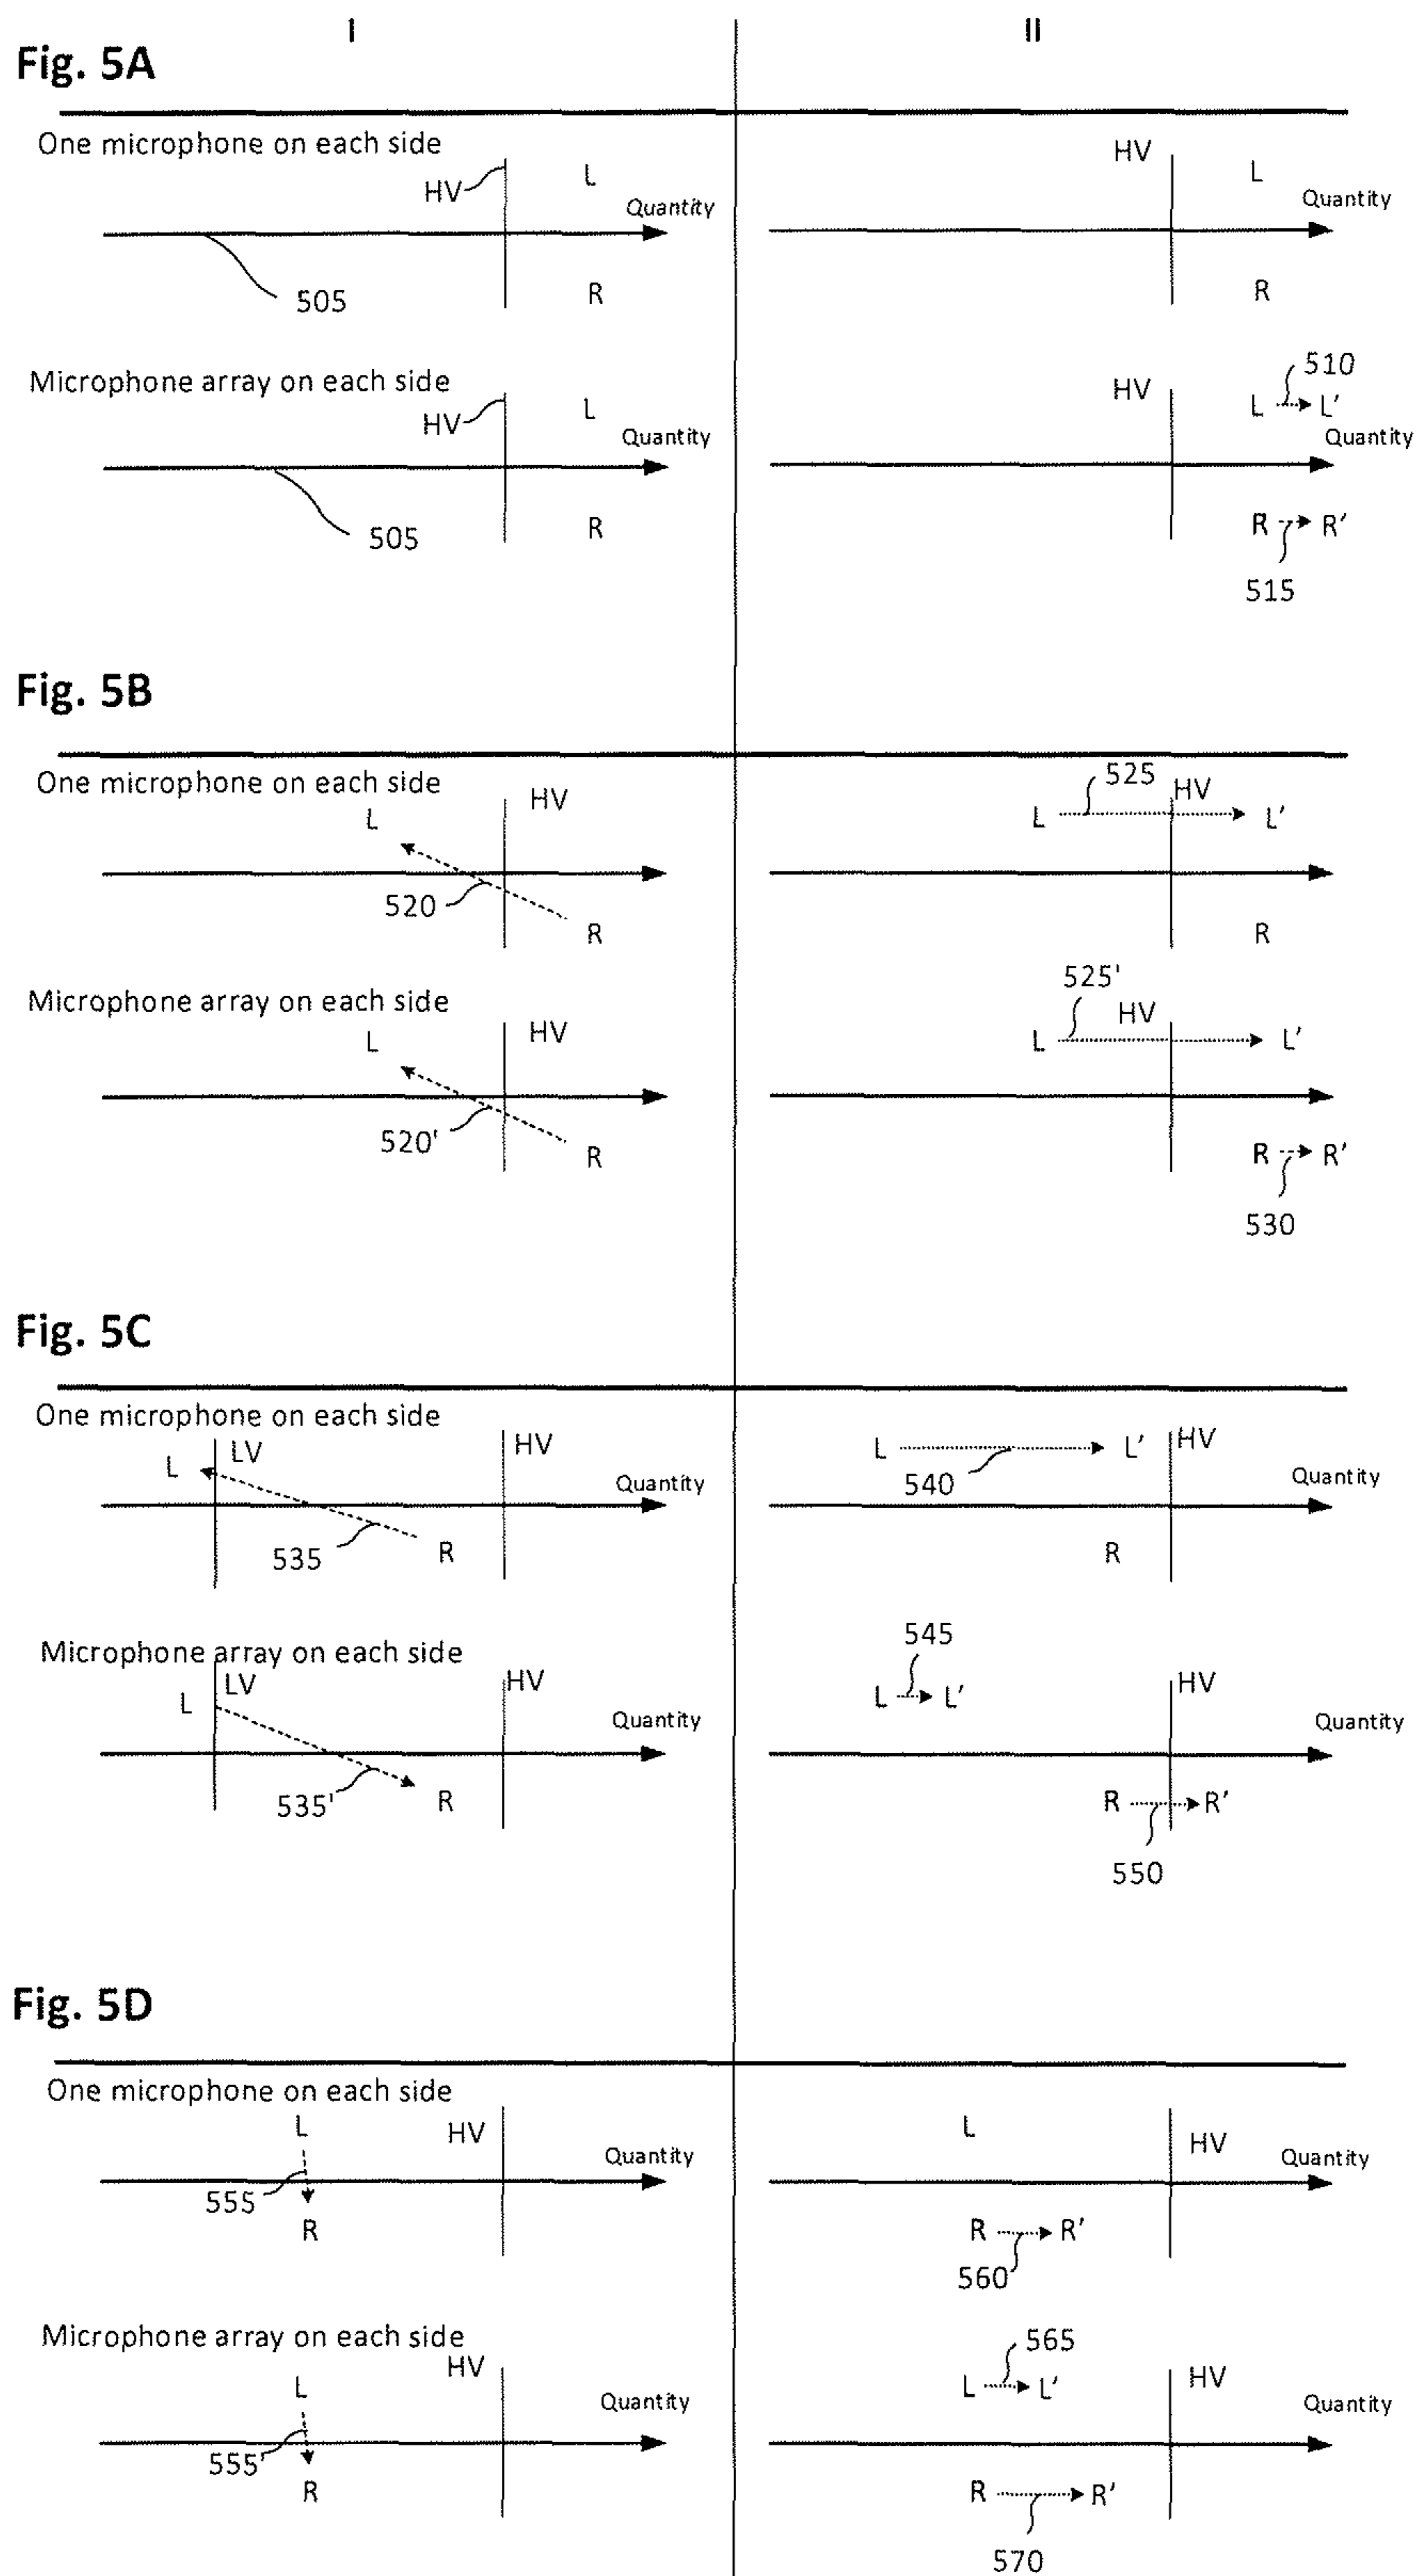 I II
Fig. 5A
One microphone on each side
HV L Quantity
505 R
HV L Quantity
R
Microphone array on each side
HV L Quantity
505 R
510
HV L L'
Quantity
R R'
515
Fig. 5B
One microphone on each side
L HV
520 R
525
L HV L'
R
Microphone array on each side
L HV
520' R
525'
L HV L'
R R'
530
Fig. 5C
One microphone on each side
L LV HV Quantity
535 R
L L' HV
540 Quantity
R
Microphone array on each side
L LV HV Quantity
535' R
545
L L' HV
Quantity
R R'
550
Fig. 5D
One microphone on each side
L HV Quantity
555 R
L HV Quantity
R R'
560
Microphone array on each side
L HV Quantity
555' R
565
L L' HV
Quantity
R R'
570